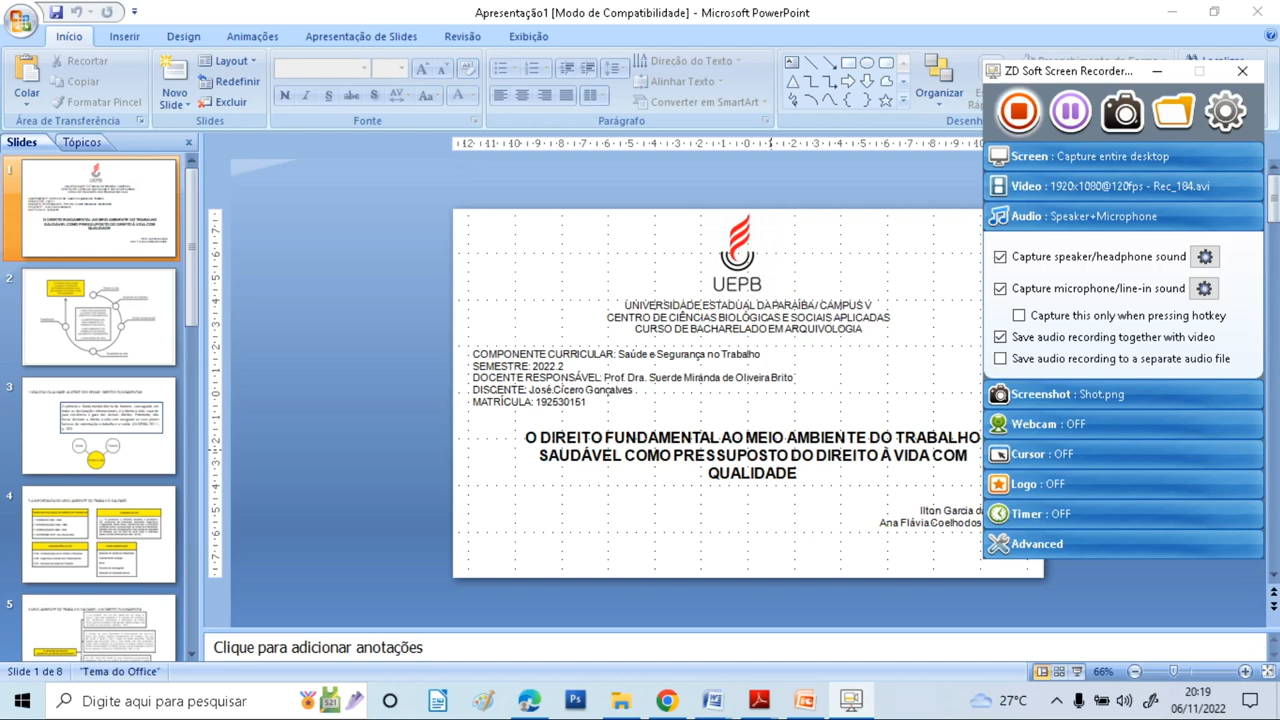 Apresentação1 [Modo de Compatibilidade] - Microsoft PowerPoint
Início
Inserir
Design
Animações
Apresentação de Slides
Revisão
Exibição
Colar
Recortar
Copiar
Formatar Pincel
Área de Transferência
Novo
Slide
Layout
Redefinir
Excluir
Slides
Fonte
Direção do Texto
Alinhar Texto
Converter em SmartArt
Parágrafo
Organizar
Slides
Tópicos
1
2
3
4
5
UEPB
UNIVERSIDADE ESTADUAL DA PARAÍBA/CAMPUS V
CENTRO DE CIÊNCIAS BIOLÓGICAS E SOCIAIS APLICADAS
CURSO DE BACHARELADO EM ARQUIVOLOGIA
COMPONENTE CURRICULAR: Saúde e Segurança no Trabalho
SEMESTRE: 2022.2
DOCENTE RESPONSÁVEL: Prof. Dra. Suerde Miranda de Oliveira Brito
DISCENTE: José Cícero Gonçalves
MATRÍCULA: 192530151
O DIREITO FUNDAMENTAL AO MEIO AMBIENTE DO TRABALHO
SAUDÁVEL COMO PRESSUPOSTO DO DIREITO À VIDA COM
QUALIDADE
Ilton Garcia
Ana Flávia Coelho
ZD Soft Screen Recorder...
Screen : Capture entire desktop
Video : 1920x1080@120fps - Rec_184.avi
Audio : Speaker+Microphone
Capture speaker/headphone sound
Capture microphone/line-in sound
Capture this only when pressing hotkey
Save audio recording together with video
Save audio recording to a separate audio file
Screenshot : Shot.png
Webcam : OFF
Cursor : OFF
Logo : OFF
Timer : OFF
Advanced
Clique para adicionar anotações
Slide 1 de 8
"Tema do Office"
66%
Digite aqui para pesquisar
27°C
20:19
06/11/2022